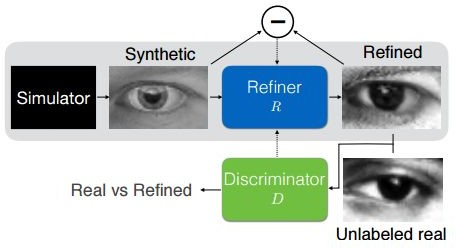 −
Synthetic
Refined
Simulator
Refiner
R
Discriminator
D
Real vs Refined
Unlabeled real